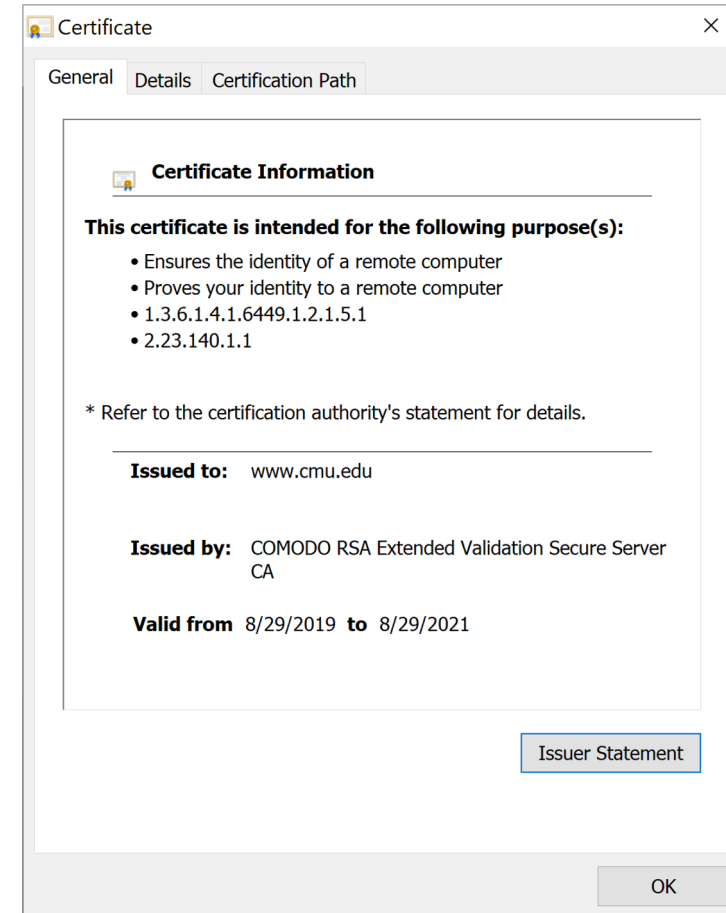 Certificate
General Details Certification Path
Certificate Information
This certificate is intended for the following purpose(s):
• Ensures the identity of a remote computer
• Proves your identity to a remote computer
• 1.3.6.1.4.1.6449.1.2.1.5.1
• 2.23.140.1.1
* Refer to the certification authority's statement for details.
Issued to: www.cmu.edu
Issued by: COMODO RSA Extended Validation Secure Server
CA
Valid from 8/29/2019 to 8/29/2021
Issuer Statement
OK